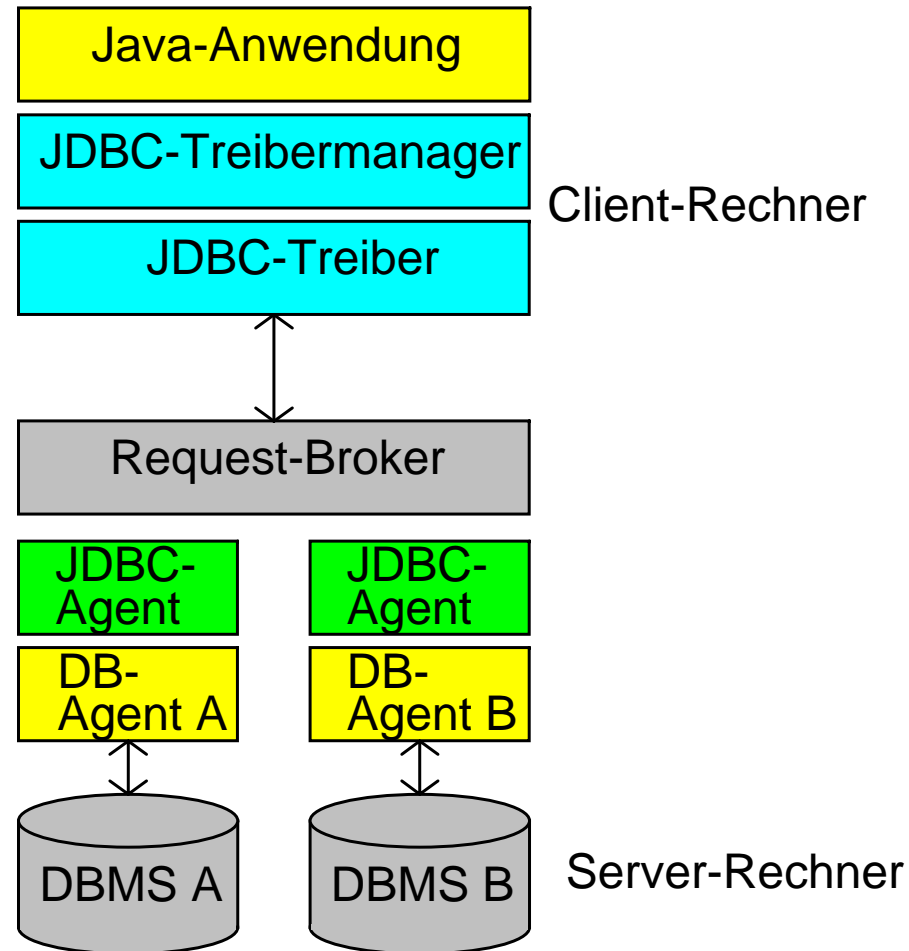 Java-Anwendung
JDBC-Treibermanager
Client-Rechner
JDBC-Treiber
Request-Broker
JDBC-
Agent
JDBC-
Agent
DB-
Agent A
DB-
Agent B
DBMS A
DBMS B
Server-Rechner